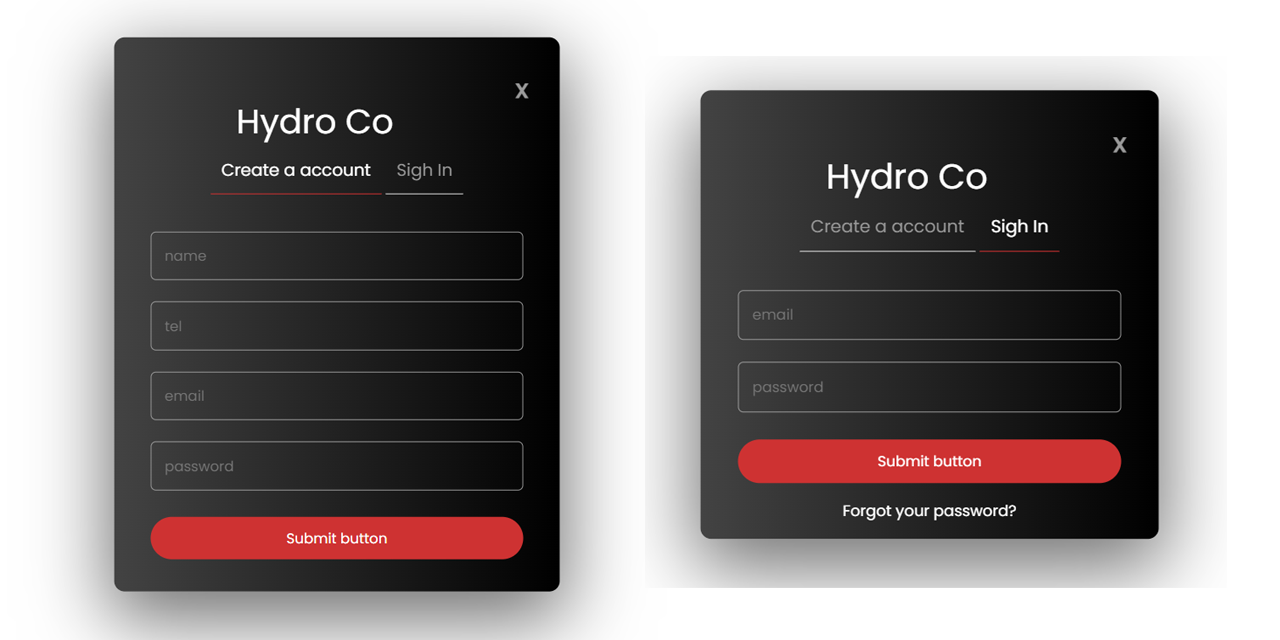 X
Hydro Co
Create a account Sigh In
name
tel
email
password
Submit button
X
Hydro Co
Create a account Sigh In
email
password
Submit button
Forgot your password?